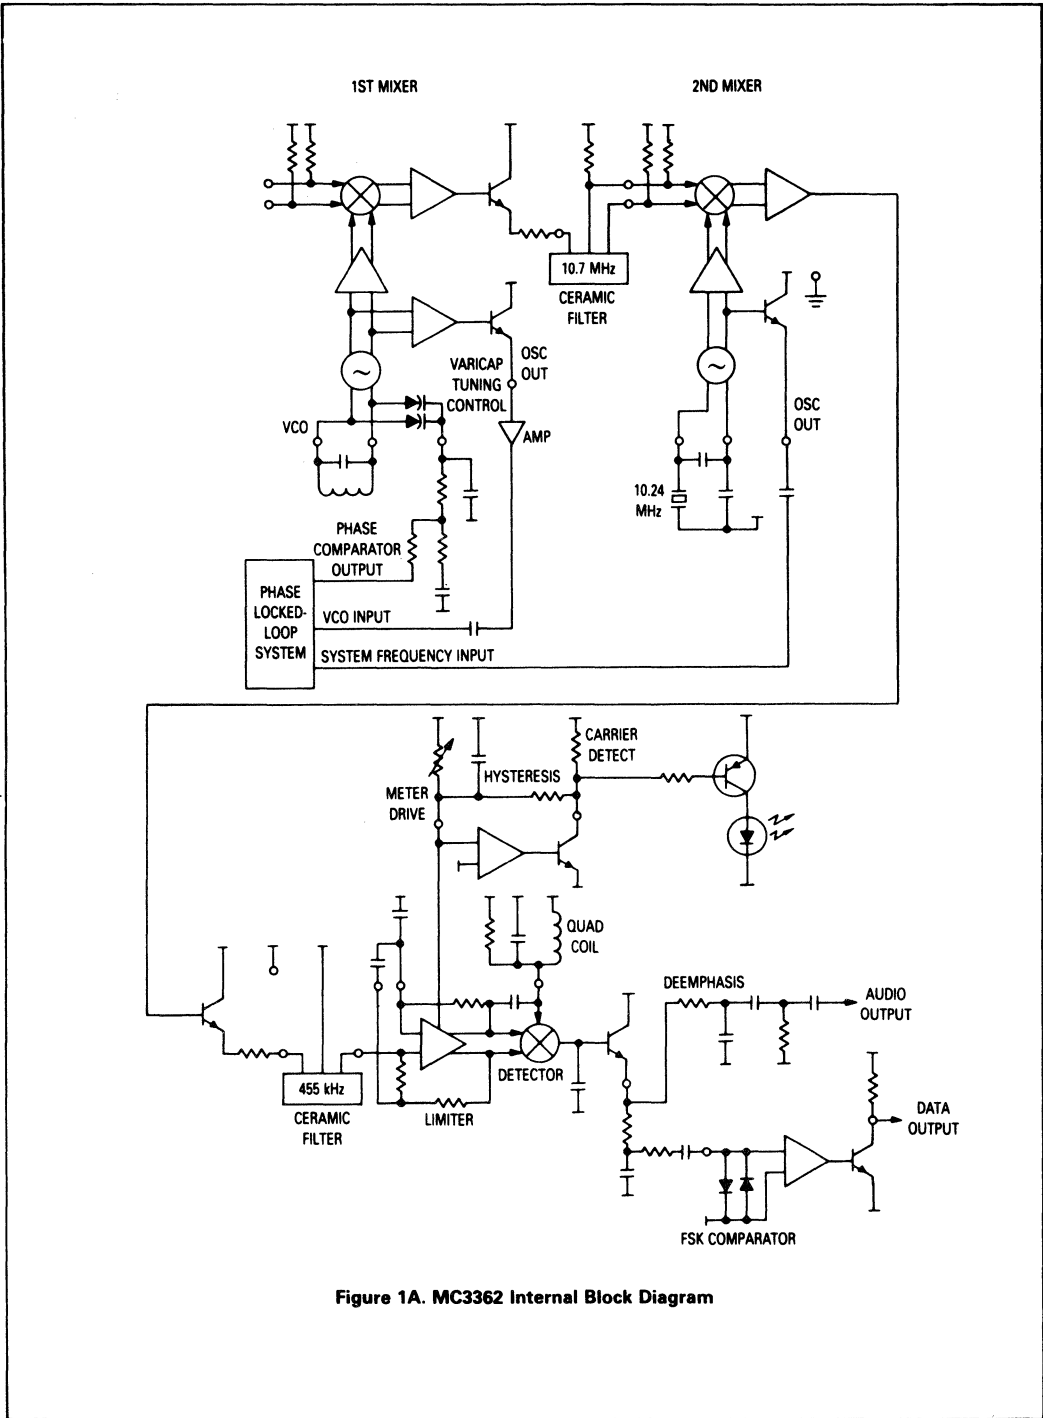 1ST MIXER
2ND MIXER
10.7 MHz
CERAMIC
FILTER
VARICAP
TUNING
CONTROL
OSC
OUT
AMP
VCO
OSC
OUT
10.24
MHz
PHASE
COMPARATOR
OUTPUT
PHASE
LOCKED-
LOOP
SYSTEM
VCO INPUT
SYSTEM FREQUENCY INPUT
CARRIER
DETECT
HYSTERESIS
METER
DRIVE
QUAD
COIL
DEEMPHASIS
AUDIO
OUTPUT
DETECTOR
455 kHz
CERAMIC
FILTER
LIMITER
DATA
OUTPUT
FSK COMPARATOR
Figure 1A. MC3362 Internal Block Diagram